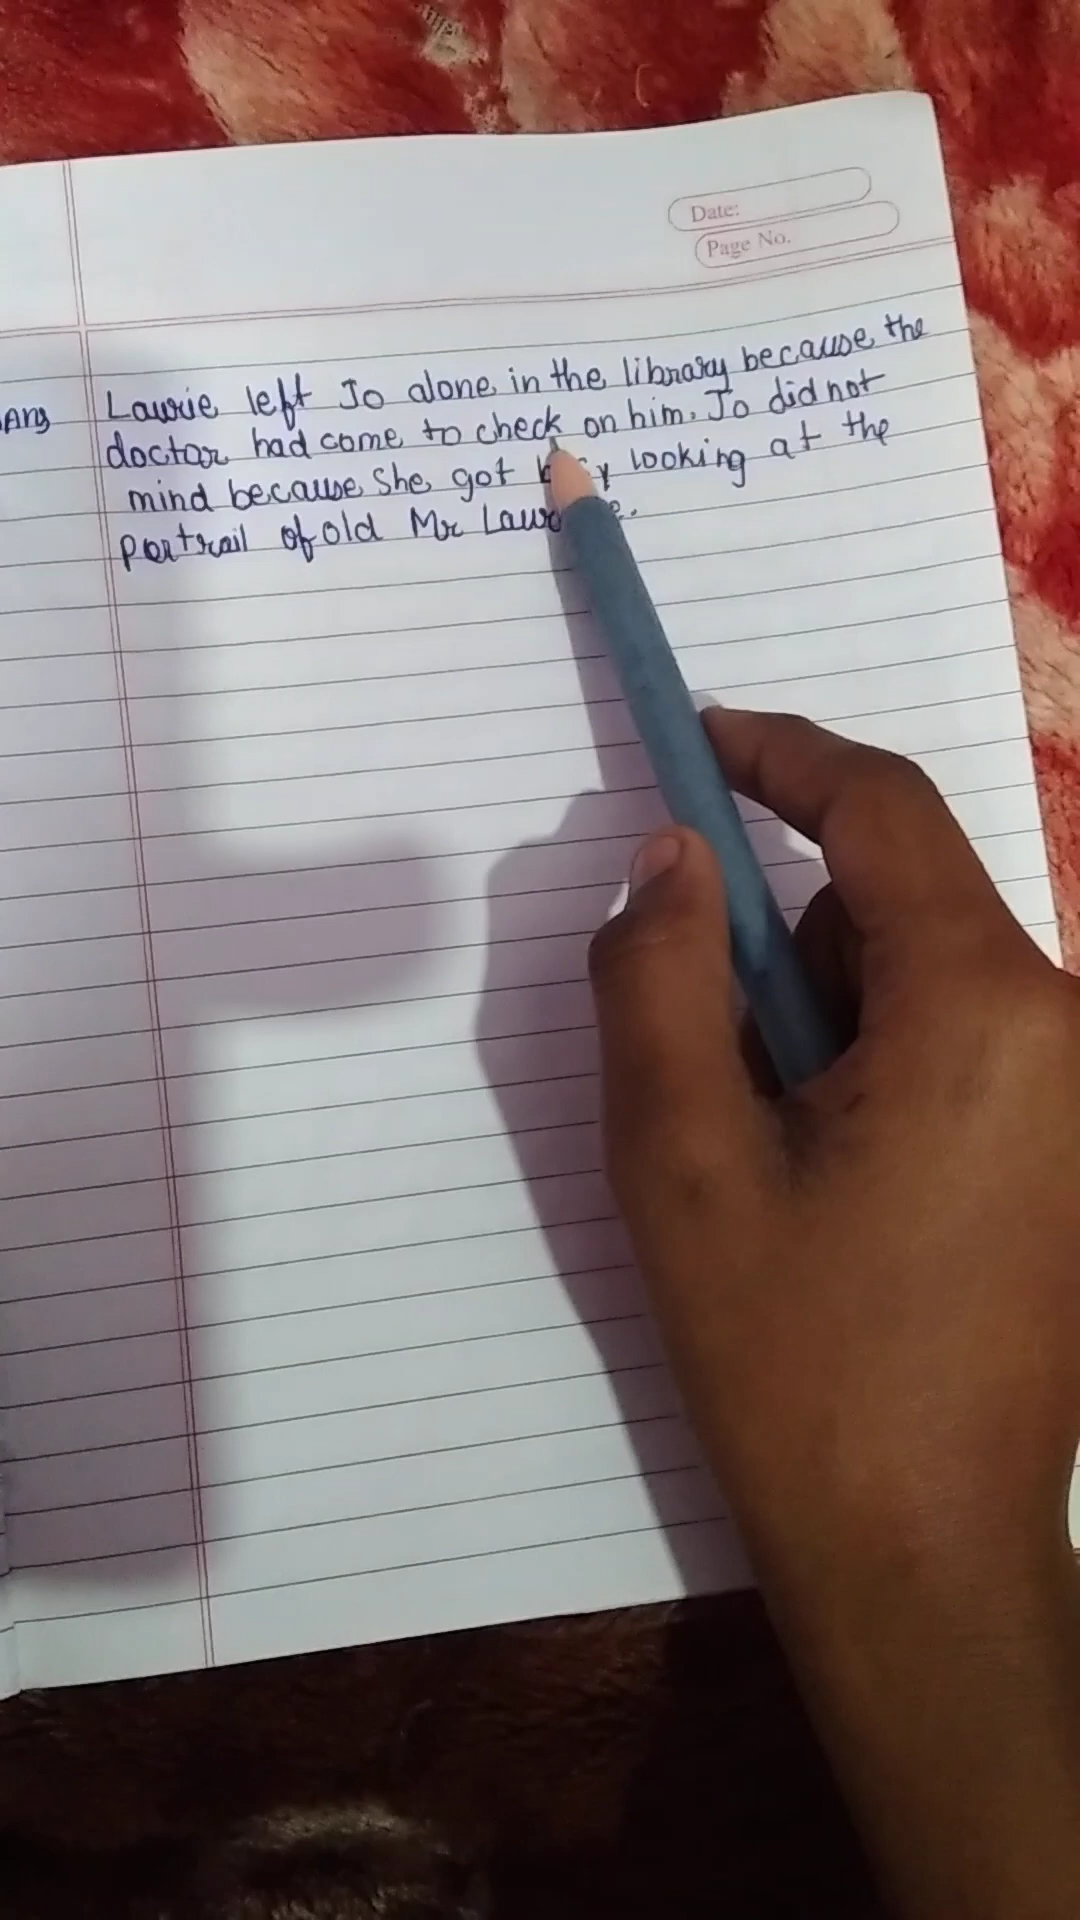 Date:
Page No.
Ans Laurie left Jo alone in the library because the
doctor had come to check on him. Jo did not
mind because she got looking at the
portrail of old Mr